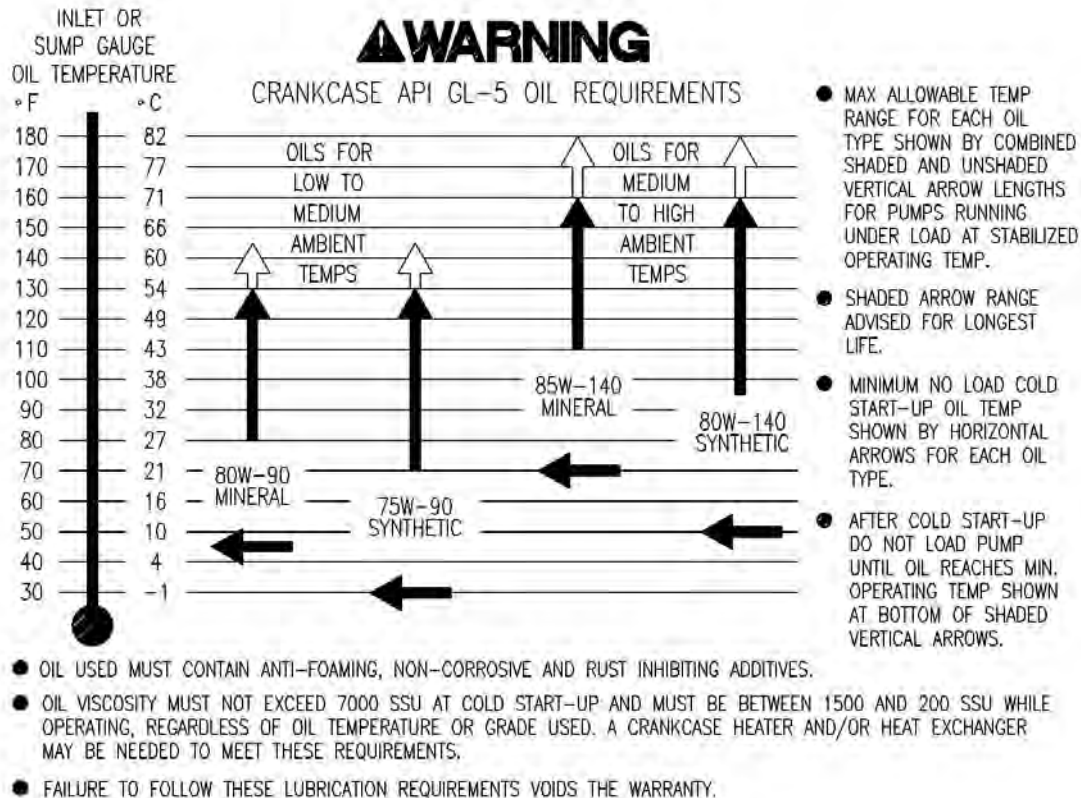 INLET OR
SUMP GAUGE
OIL TEMPERATURE
°F °C
WARNING
CRANKCASE API GL-5 OIL REQUIREMENTS
180 82
170 77
160 71
150 66
140 60
130 54
120 49
110 43
100 38
90 32
80 27
70 21
60 16
50 10
40 4
30 -1
OILS FOR
LOW TO
MEDIUM
AMBIENT
TEMPS
OILS FOR
MEDIUM
TO HIGH
AMBIENT
TEMPS
80W-90
MINERAL
75W-90
SYNTHETIC
85W-140
MINERAL
80W-140
SYNTHETIC
● MAX ALLOWABLE TEMP
RANGE FOR EACH OIL
TYPE SHOWN BY COMBINED
SHADED AND UNSHADED
VERTICAL ARROW LENGTHS
FOR PUMPS RUNNING
UNDER LOAD AT STABILIZED
OPERATING TEMP.
● SHADED ARROW RANGE
ADVISED FOR LONGEST
LIFE.
● MINIMUM NO LOAD COLD
START-UP OIL TEMP
SHOWN BY HORIZONTAL
ARROWS FOR EACH OIL
TYPE.
● AFTER COLD START-UP
DO NOT LOAD PUMP
UNTIL OIL REACHES MIN.
OPERATING TEMP SHOWN
AT BOTTOM OF SHADED
VERTICAL ARROWS.
● OIL USED MUST CONTAIN ANTI-FOAMING, NON-CORROSIVE AND RUST INHIBITING ADDITIVES.
● OIL VISCOSITY MUST NOT EXCEED 7000 SSU AT COLD START-UP AND MUST BE BETWEEN 1500 AND 200 SSU WHILE
OPERATING, REGARDLESS OF OIL TEMPERATURE OR GRADE USED. A CRANKCASE HEATER AND/OR HEAT EXCHANGER
MAY BE NEEDED TO MEET THESE REQUIREMENTS.
● FAILURE TO FOLLOW THESE LUBRICATION REQUIREMENTS VOIDS THE WARRANTY.